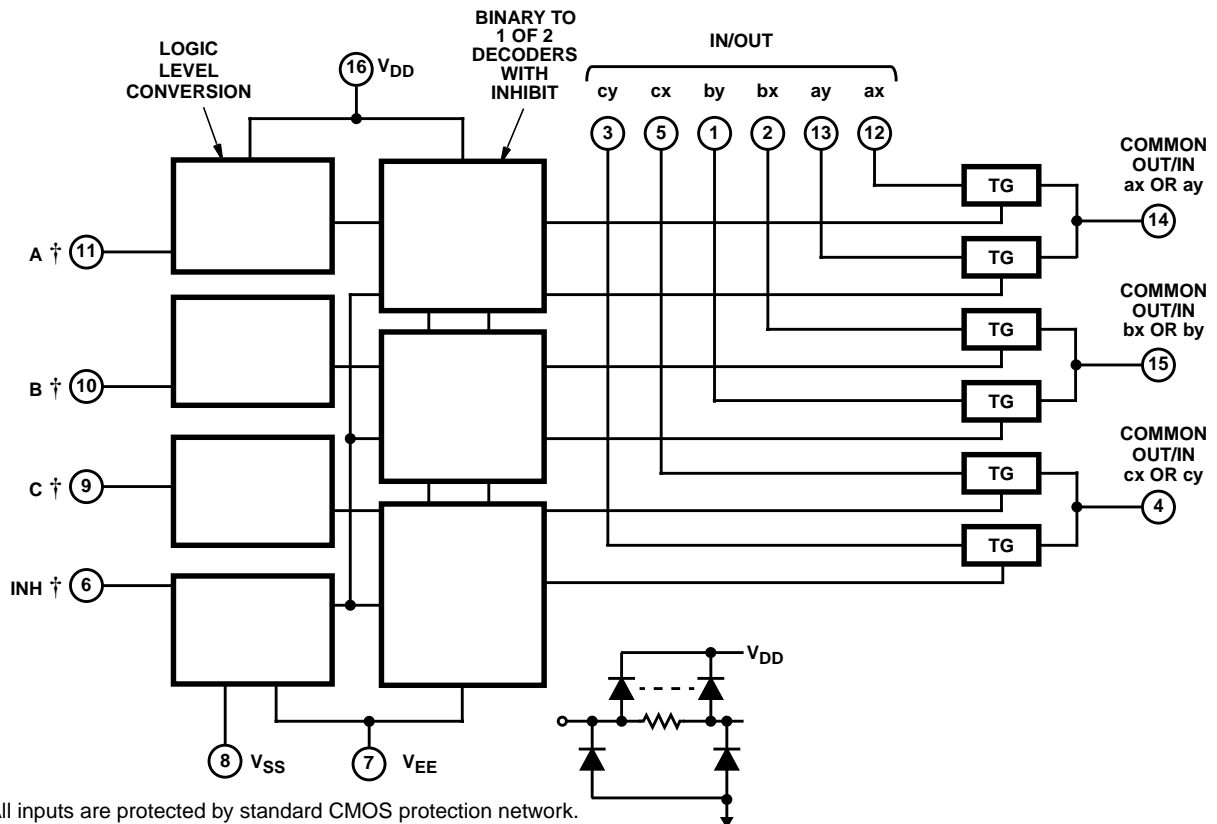 LOGIC
LEVEL
CONVERSION
16 VDD
BINARY TO
1 OF 2
DECODERS
WITH
INHIBIT
IN/OUT
cy cx by bx ay ax
3 5 1 2 13 12
TG
COMMON
OUT/IN
ax OR ay
14
A † 11
TG
TG
COMMON
OUT/IN
bx OR by
15
B † 10
TG
C † 9
TG
COMMON
OUT/IN
cx OR cy
4
TG
INH † 6
VDD
8 VSS
7 VEE
All inputs are protected by standard CMOS protection network.